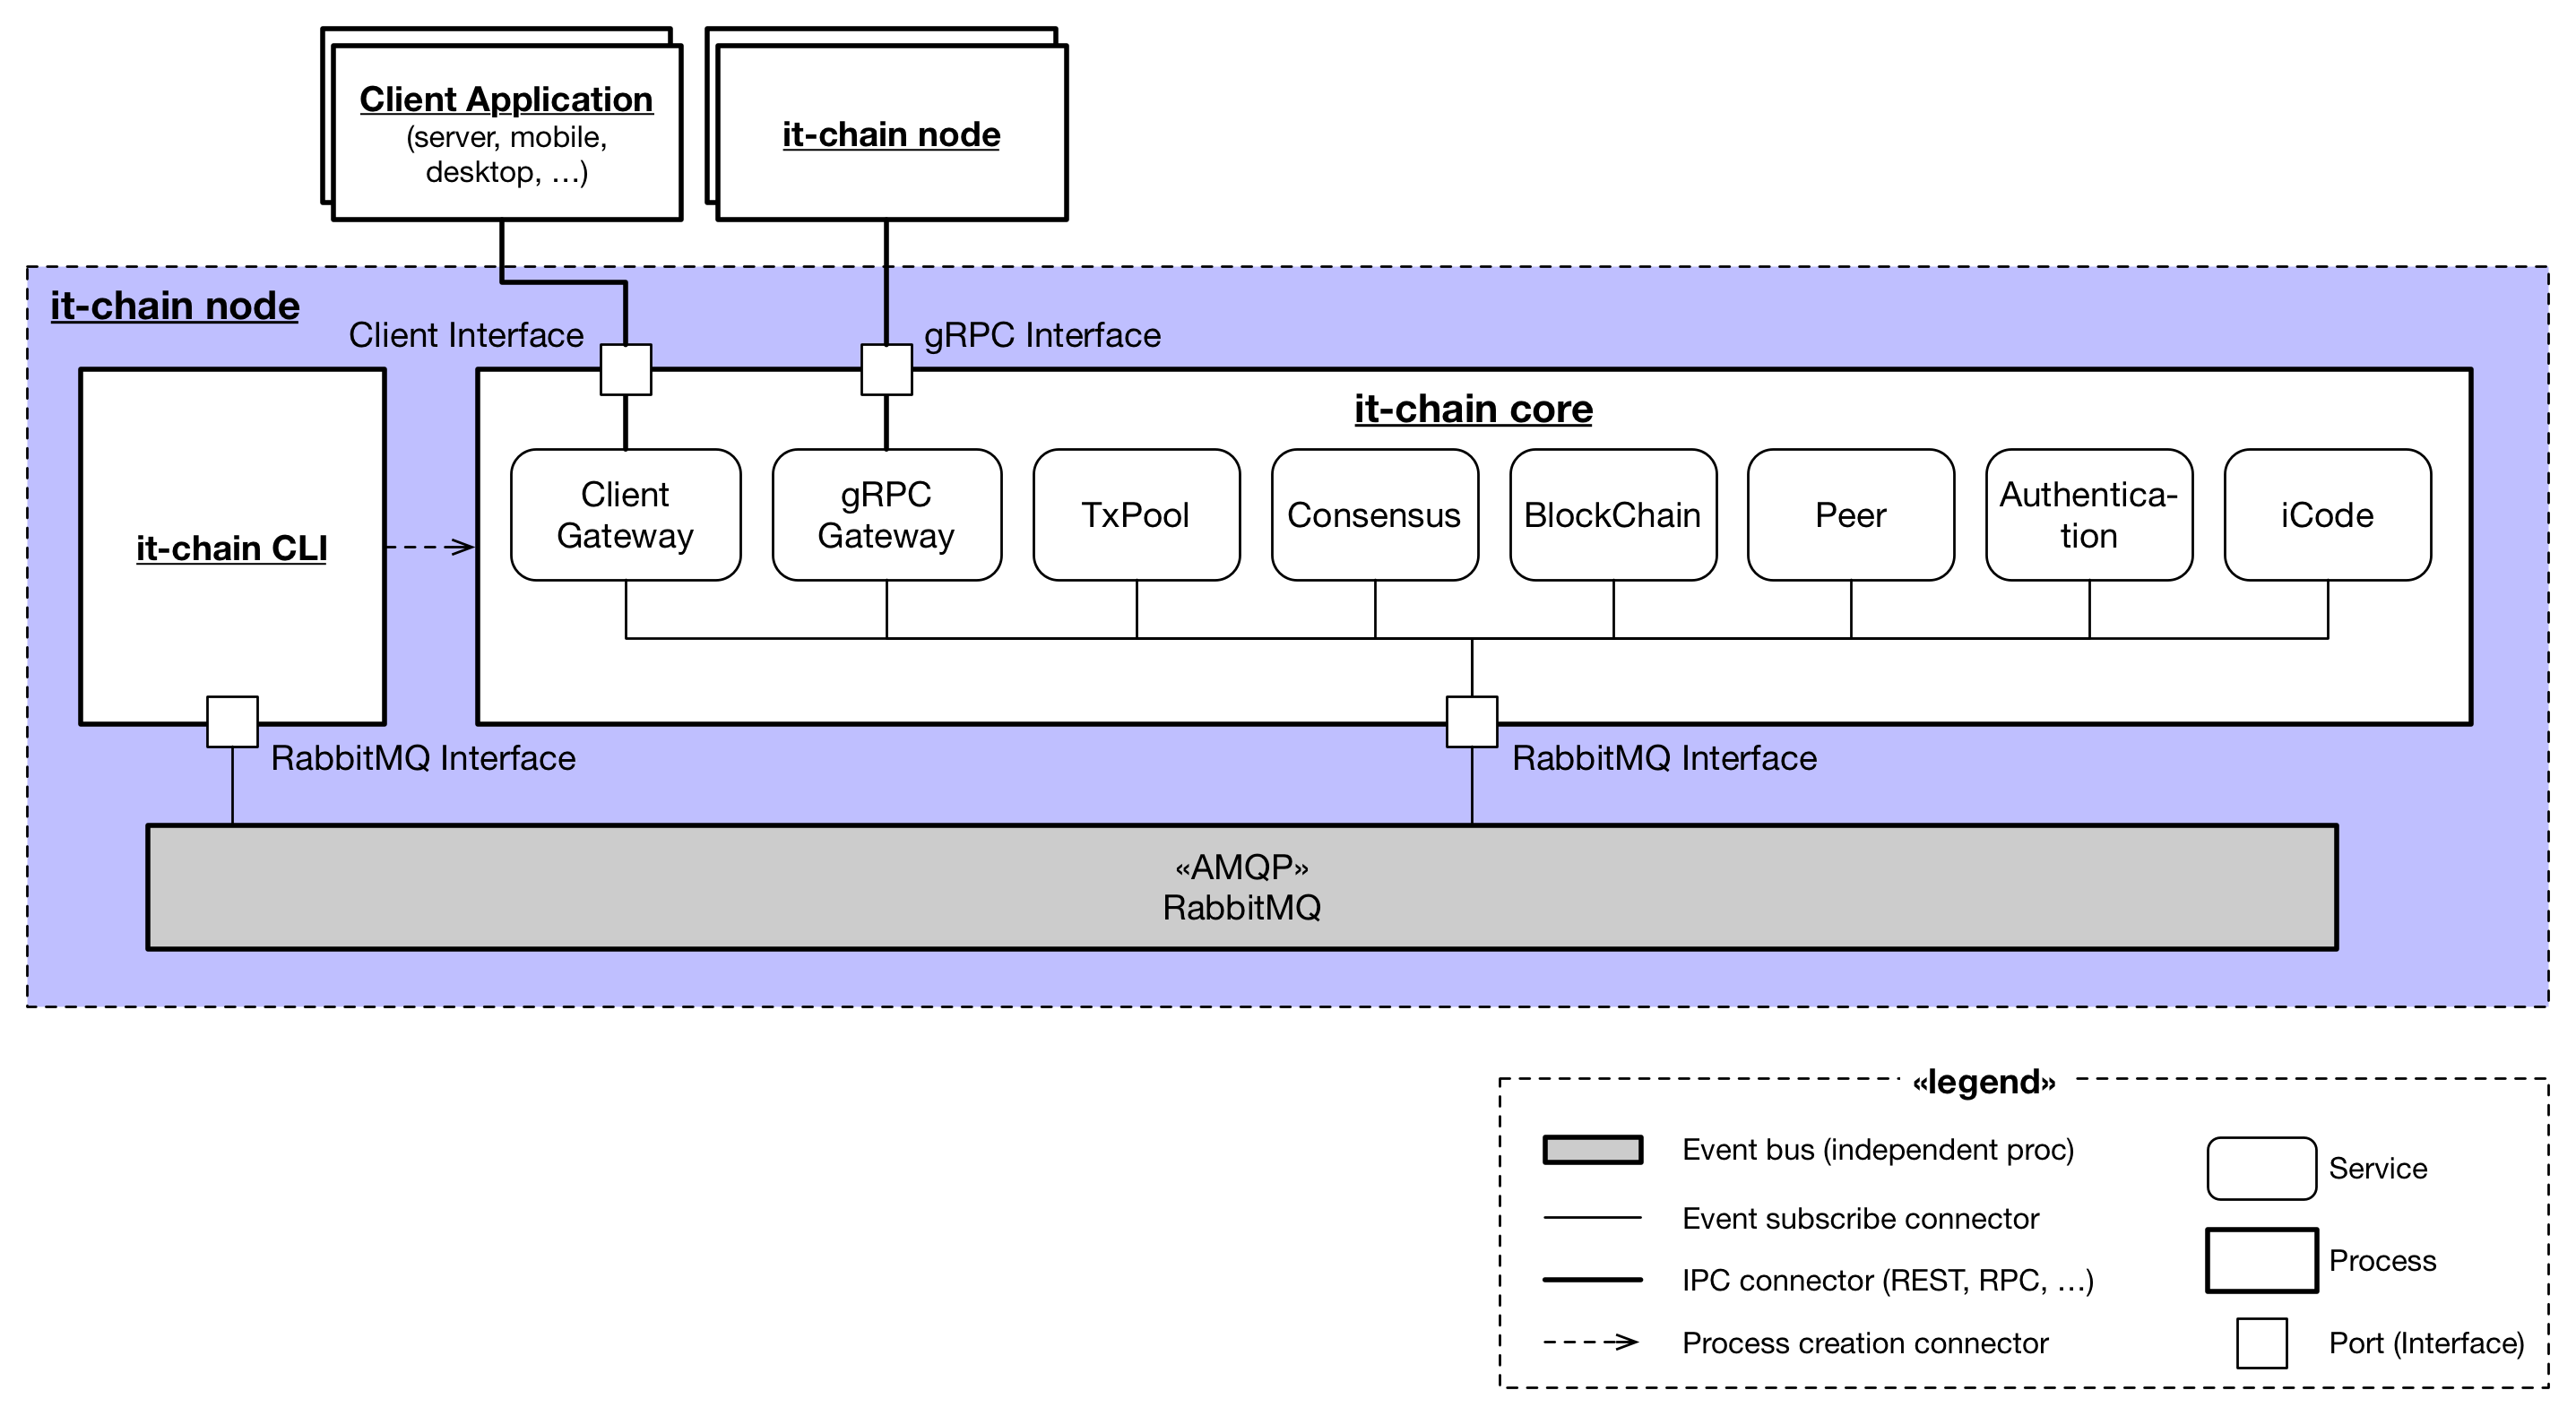 Client Application
(server, mobile,
desktop, …)
it-chain node
it-chain node
Client Interface
gRPC Interface
it-chain core
it-chain CLI
Client
Gateway
gRPC
Gateway
TxPool
Consensus
BlockChain
Peer
Authentica-
tion
iCode
RabbitMQ Interface
RabbitMQ Interface
«AMQP»
RabbitMQ
«legend»
Event bus (independent proc)
Event subscribe connector
IPC connector (REST, RPC, …)
Process creation connector
Service
Process
Port (Interface)